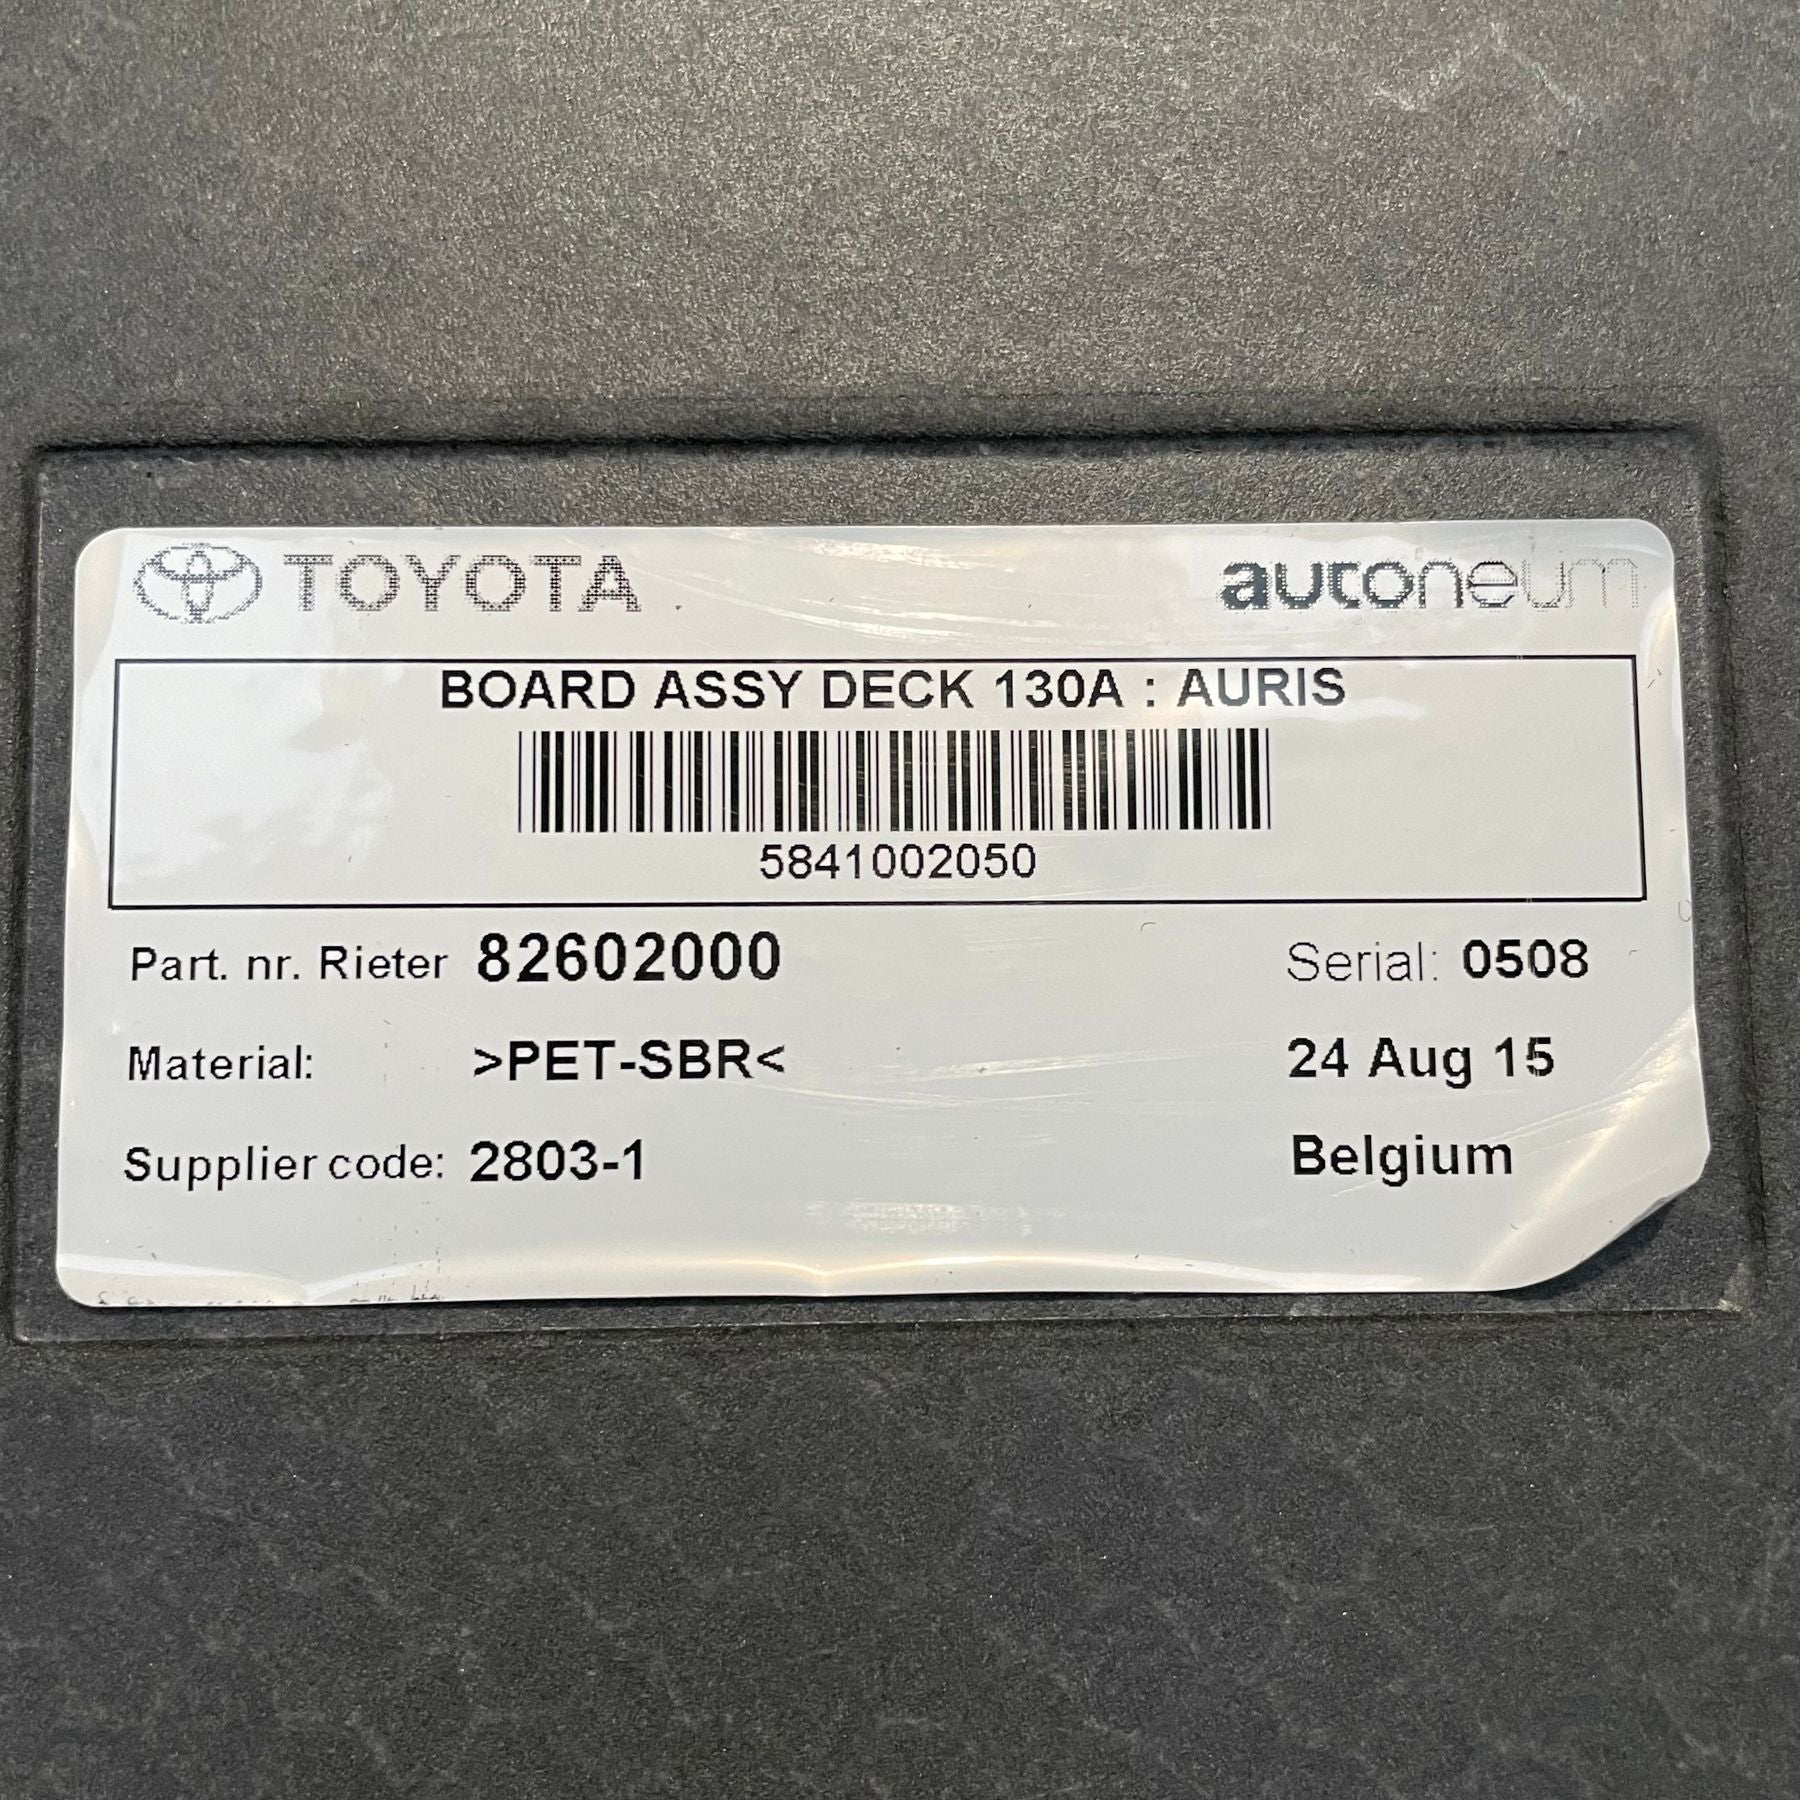 TOYOTA autoneum
BOARD ASSY DECK 130A : AURIS
5841002050
Part. nr. Rieter 82602000 Serial: 0508
Material: >PET-SBR< 24 Aug 15
Supplier code: 2803-1 Belgium